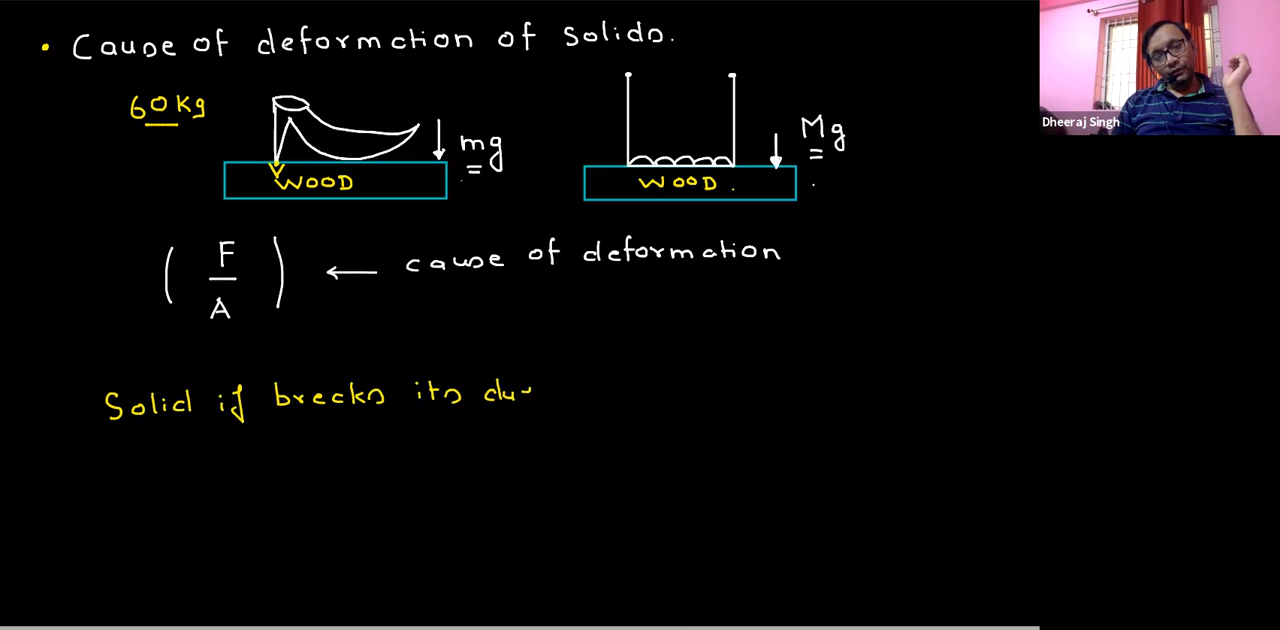 • Cause of deformation of solids.
60 Kg
mg
Mg
WOOD
WOOD.
( F / A ) ← cause of deformation
Solid if breaks its du
Dheeraj Singh